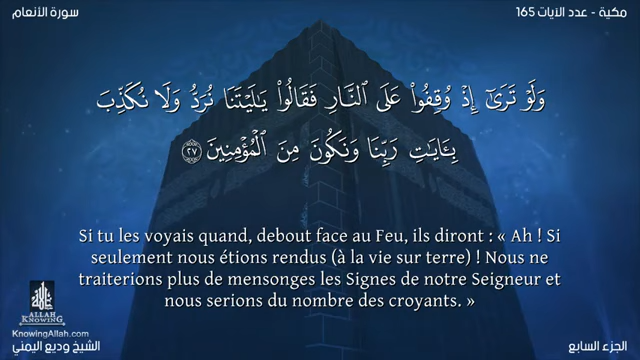 سورة الأنعام
مكية - عدد الآيات 165
وَلَوْ تَرَىٰٓ إِذْ وُقِفُوا۟ عَلَى ٱلنَّارِ فَقَالُوا۟ يَٰلَيْتَنَا نُرَدُّ وَلَا نُكَذِّبَ
بِـَٔايَٰتِ رَبِّنَا وَنَكُونَ مِنَ ٱلْمُؤْمِنِينَ ٢٧
Si tu les voyais quand, debout face au Feu, ils diront : « Ah ! Si
seulement nous étions rendus (à la vie sur terre) ! Nous ne
traiterions plus de mensonges les Signes de notre Seigneur et
nous serions du nombre des croyants. »
ALLAH
KNOWING
KnowingAllah.com
الشيخ وديع اليمني
الجزء السابع